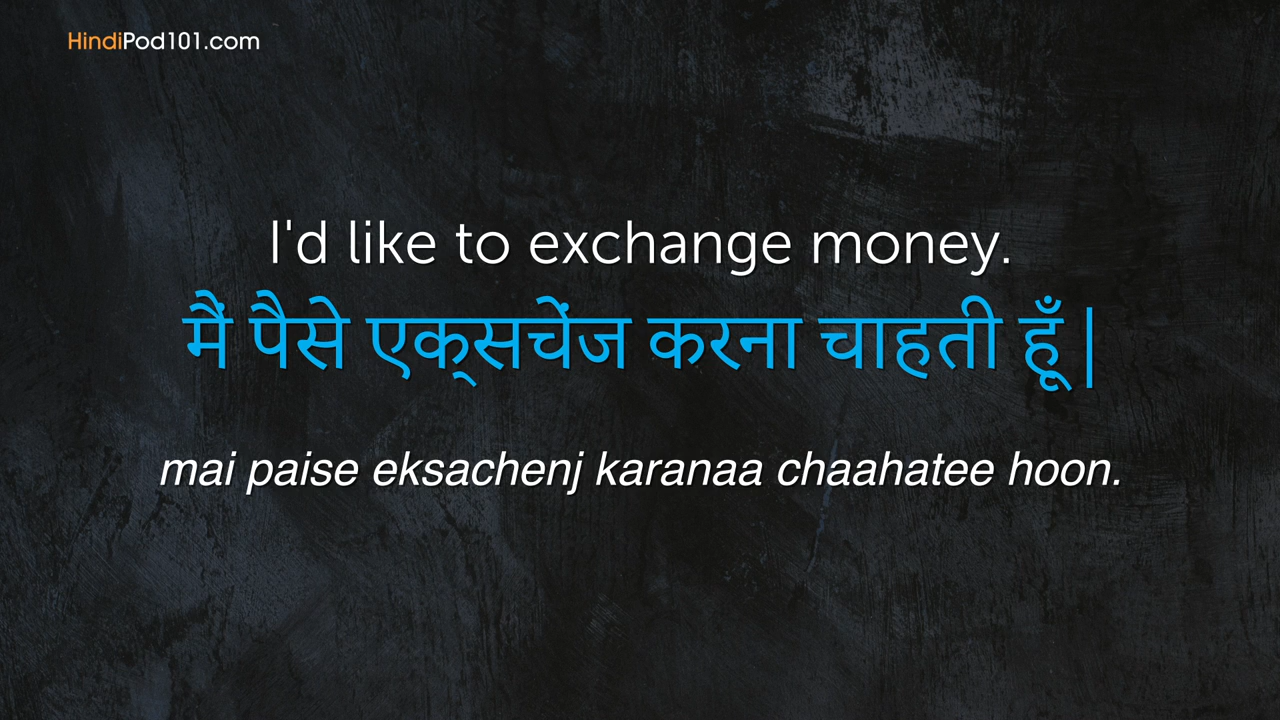 HindiPod101.com
I'd like to exchange money.
मैं पैसे एक्सचेंज करना चाहती हूँ|
mai paise eksachenj karanaa chaahatee hoon.